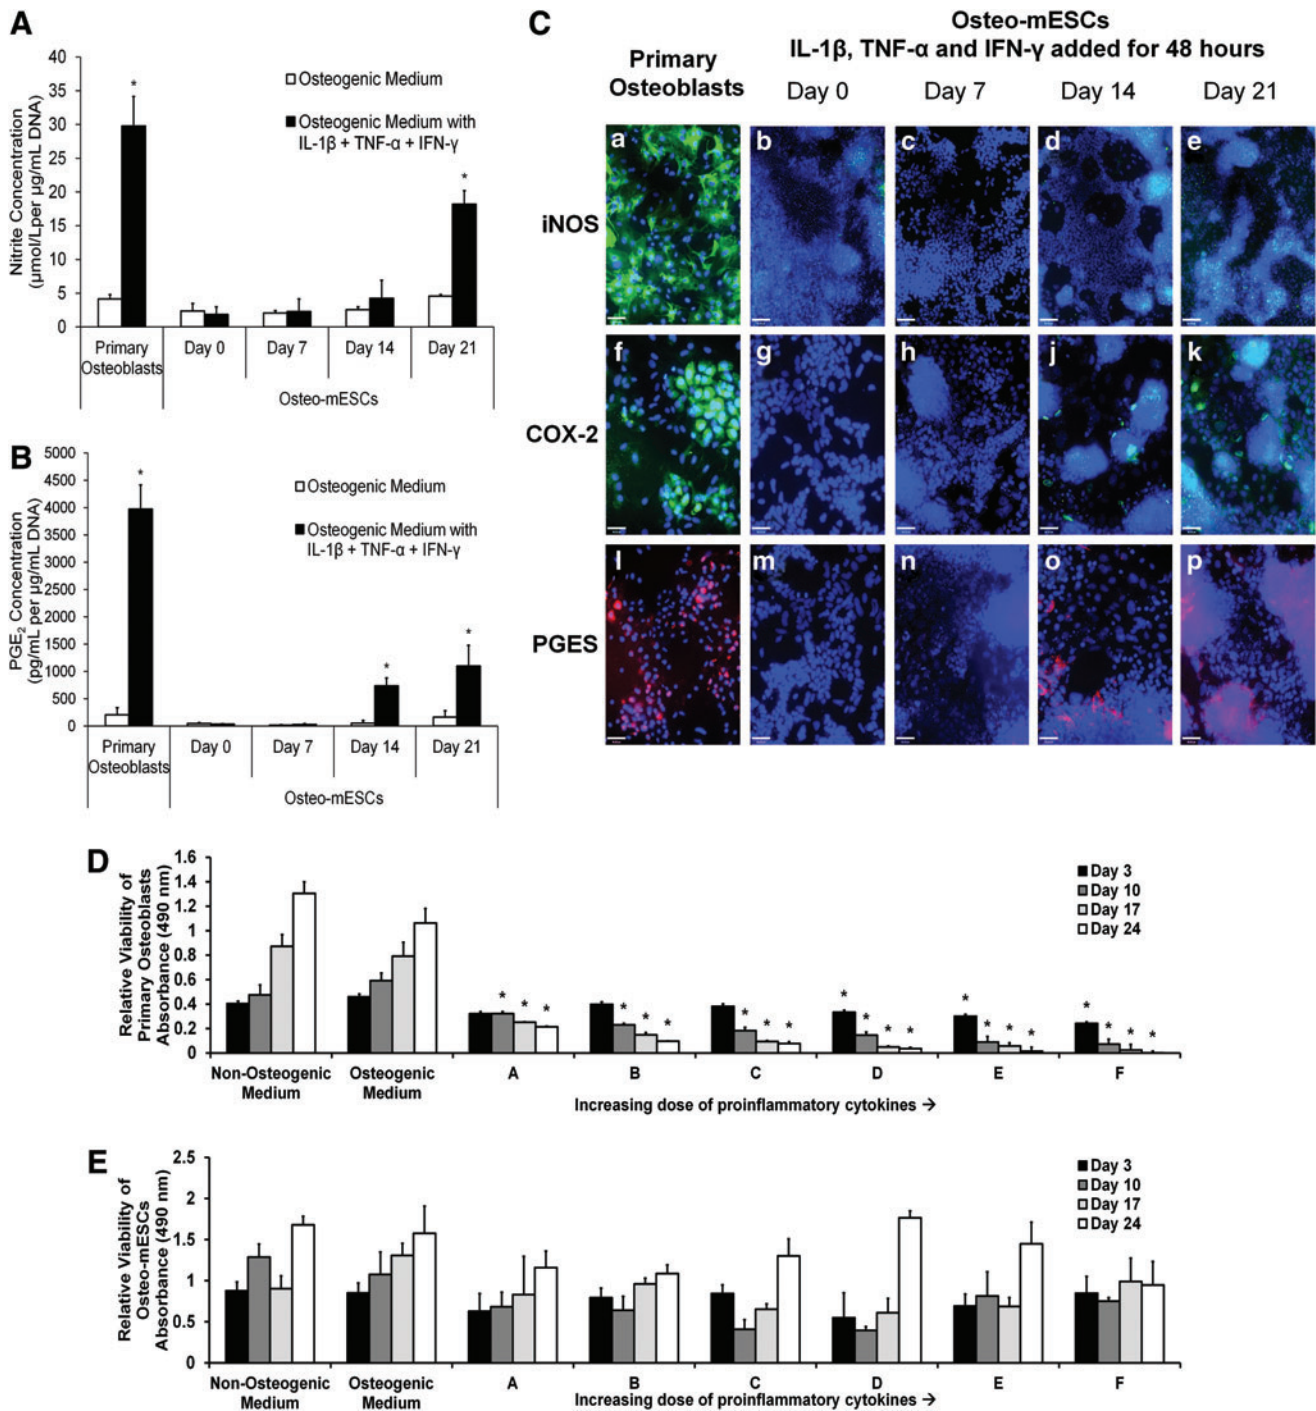 A
Nitrite Concentration
(µmol/Lper µg/mL DNA)
40
35
30
25
20
15
10
5
0
*
*
Osteogenic Medium
Osteogenic Medium with
IL-1β + TNF-α + IFN-γ
Primary
Osteoblasts
Day 0
Day 7
Day 14
Day 21
Osteo-mESCs
B
PGE2 Concentration
(pg/mL per µg/mL DNA)
5000
4500
4000
3500
3000
2500
2000
1500
1000
500
0
*
*
*
Osteogenic Medium
Osteogenic Medium with
IL-1β + TNF-α + IFN-γ
Primary
Osteoblasts
Day 0
Day 7
Day 14
Day 21
Osteo-mESCs
C
Osteo-mESCs
IL-1β, TNF-α and IFN-γ added for 48 hours
Primary
Osteoblasts
Day 0 Day 7 Day 14 Day 21
iNOS
a b c d e
COX-2
f g h j k
PGES
l m n o p
D
Relative Viability of
Primary Osteoblasts
Absorbance (490 nm)
1.6
1.4
1.2
1
0.8
0.6
0.4
0.2
0
Day 3
Day 10
Day 17
Day 24
* * *
* * *
* * *
* * * *
* * * *
* * * *
Non-Osteogenic
Medium
Osteogenic
Medium
A B C D E F
Increasing dose of proinflammatory cytokines →
E
Relative Viability of
Osteo-mESCs
Absorbance (490 nm)
2.5
2
1.5
1
0.5
0
Day 3
Day 10
Day 17
Day 24
Non-Osteogenic
Medium
Osteogenic
Medium
A B C D E F
Increasing dose of proinflammatory cytokines →